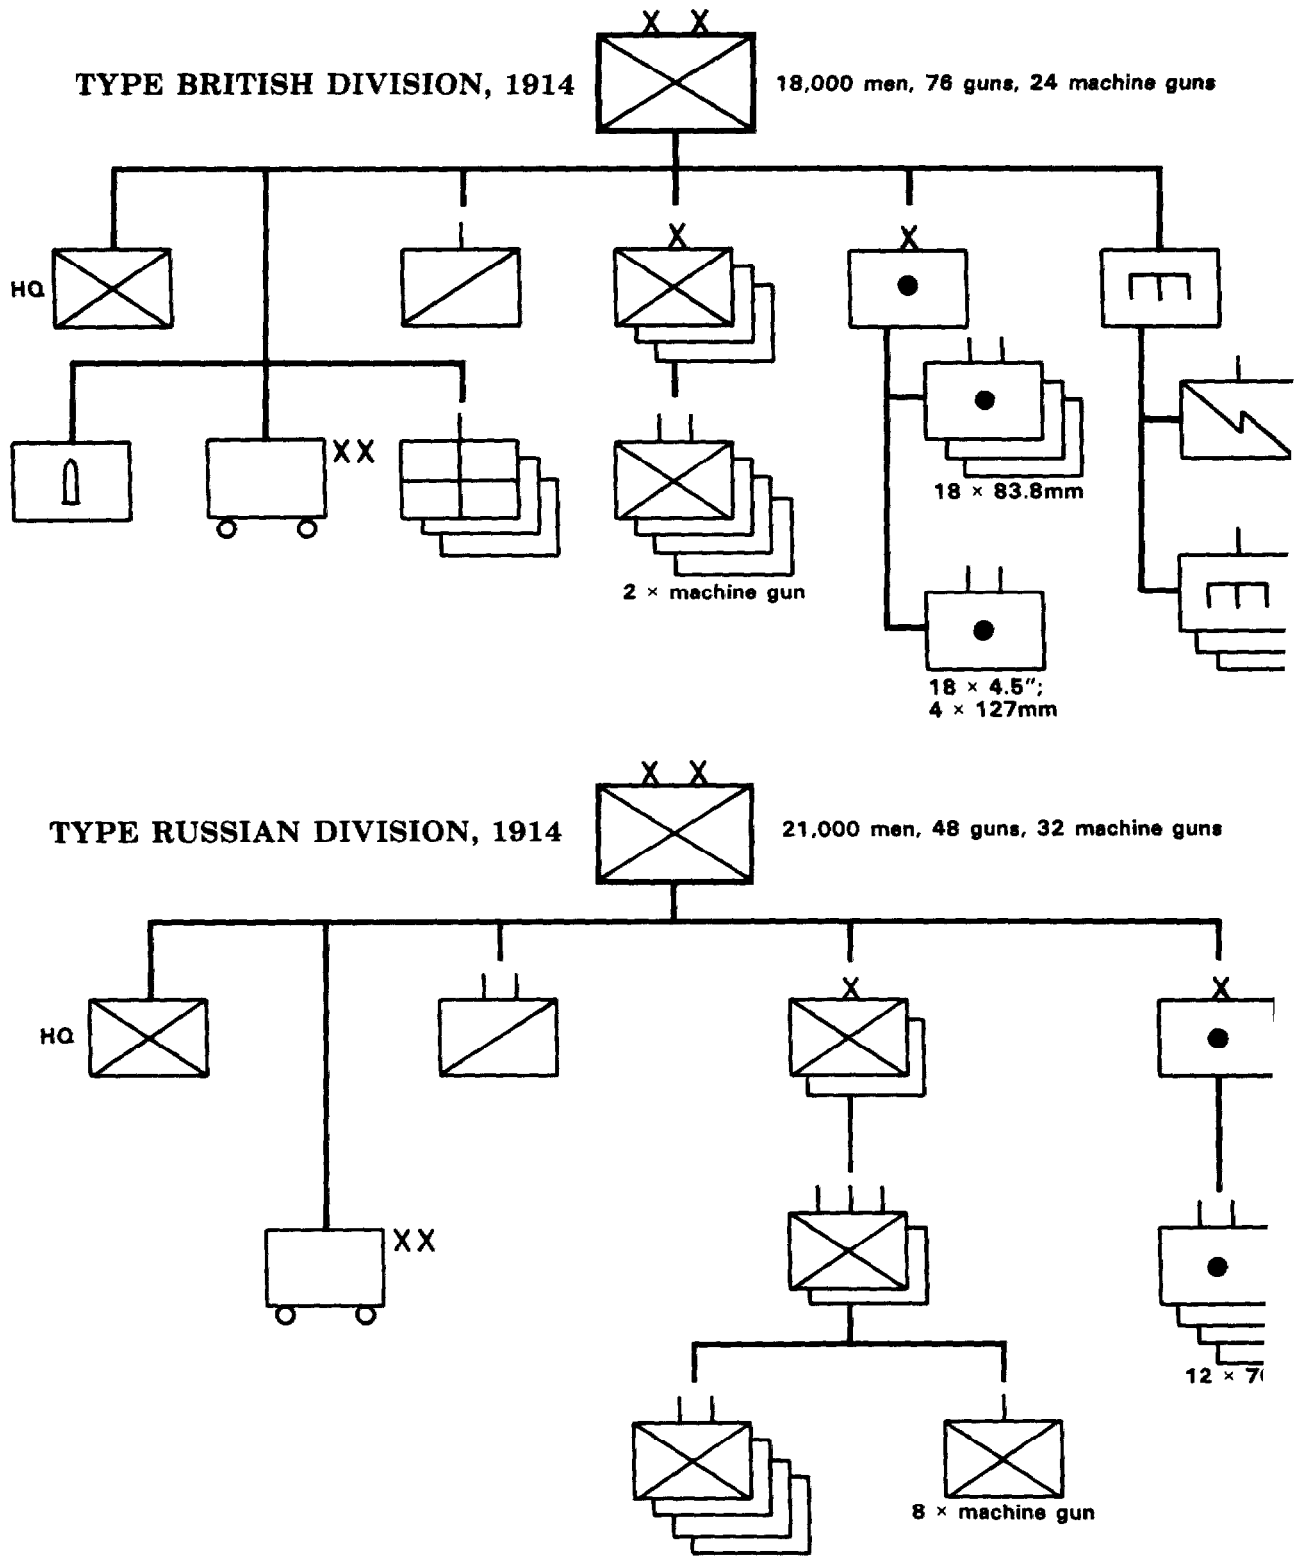 X X
TYPE BRITISH DIVISION, 1914
18,000 men, 76 guns, 24 machine guns
X
X
HQ
XX
18 × 83.8mm
2 × machine gun
18 × 4.5";
4 × 127mm
X X
TYPE RUSSIAN DIVISION, 1914
21,000 men, 48 guns, 32 machine guns
X
X
HQ
XX
12 × 7
8 × machine gun